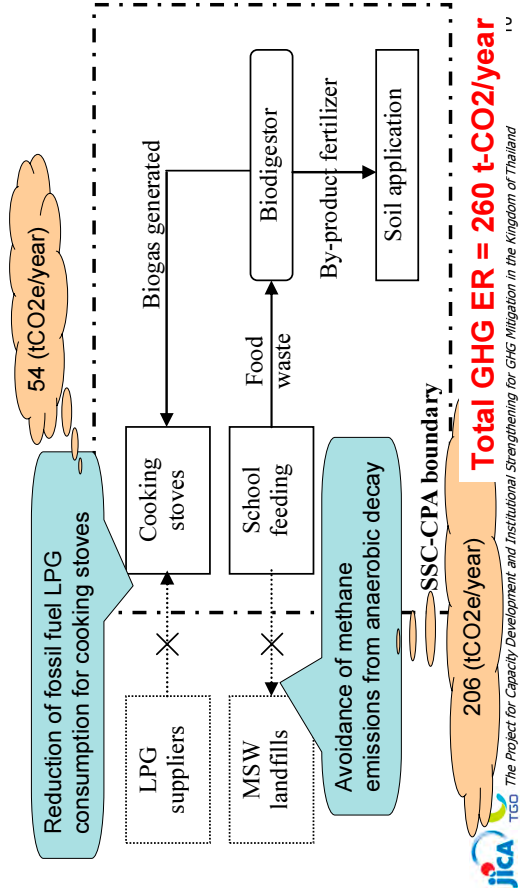 Reduction of fossil fuel LPG
consumption for cooking stoves
54 (tCO2e/year)
LPG
suppliers
Cooking
stoves
Biogas generated
MSW
landfills
School
feeding
Food
waste
Biodigestor
By-product fertilizer
Soil application
Avoidance of methane
emissions from anaerobic decay
SSC-CPA boundary
206 (tCO2e/year)
Total GHG ER = 260 t-CO2/year
jica
TGO
The Project for Capacity Development and Institutional Strengthening for GHG Mitigation in the Kingdom of Thailand